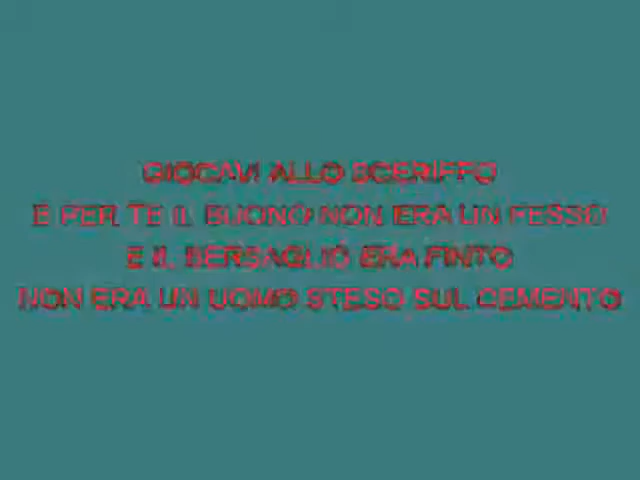 GIOCAVI ALLO SCERIFFO
E PER TE IL BUONO NON ERA UN FESSO
E IL BERSAGLIO ERA FINTO
NON ERA UN UOMO STESO SUL CEMENTO